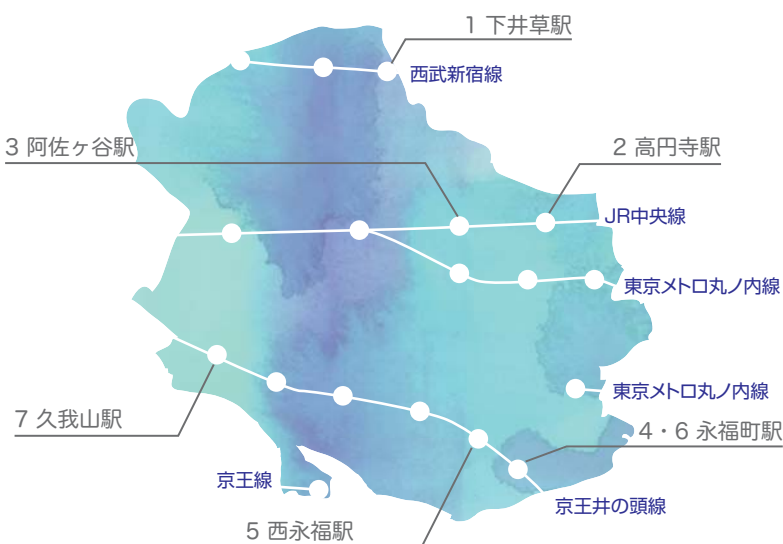 1 下井草駅
西武新宿線
3 阿佐ヶ谷駅
2 高円寺駅
JR中央線
東京メトロ丸ノ内線
東京メトロ丸ノ内線
7 久我山駅
4・6 永福町駅
京王線
京王井の頭線
5 西永福駅